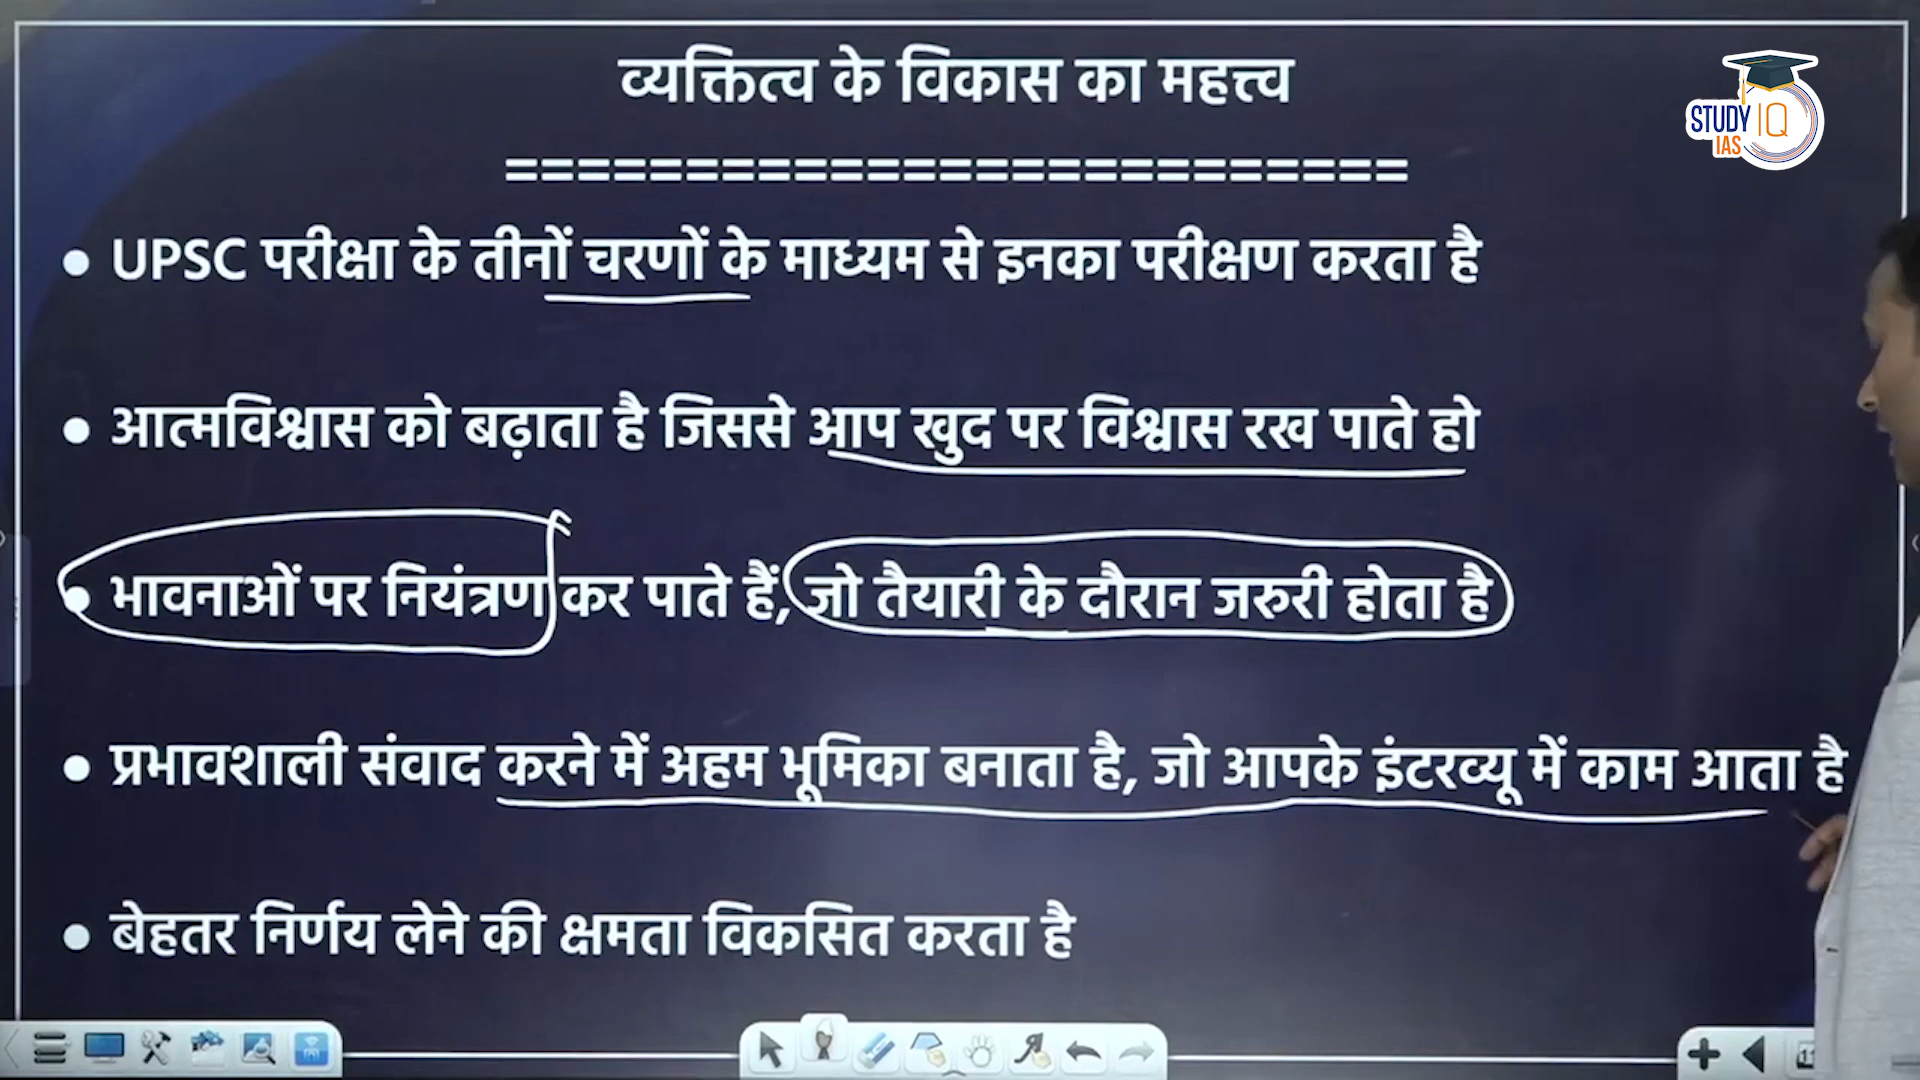 व्यक्तित्व के विकास का महत्त्व
=========================
STUDY IQ
IAS
• UPSC परीक्षा के तीनों चरणों के माध्यम से इनका परीक्षण करता है
• आत्मविश्वास को बढ़ाता है जिससे आप खुद पर विश्वास रख पाते हो
• भावनाओं पर नियंत्रण कर पाते हैं, जो तैयारी के दौरान जरुरी होता है
• प्रभावशाली संवाद करने में अहम भूमिका बनाता है, जो आपके इंटरव्यू में काम आता है
• बेहतर निर्णय लेने की क्षमता विकसित करता है